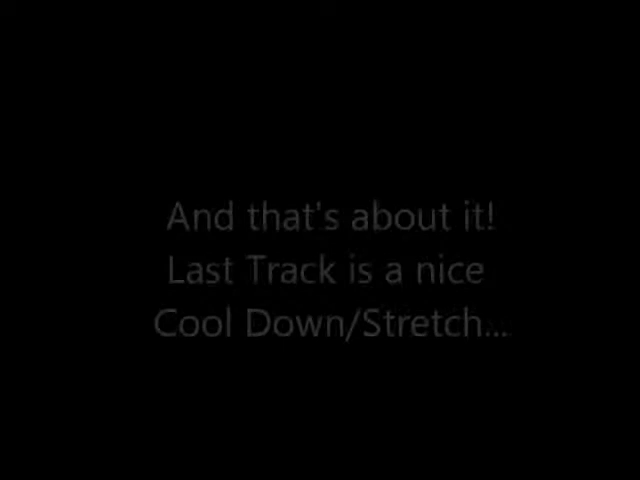 And that's about it!
Last Track is a nice
Cool Down/Stretch...